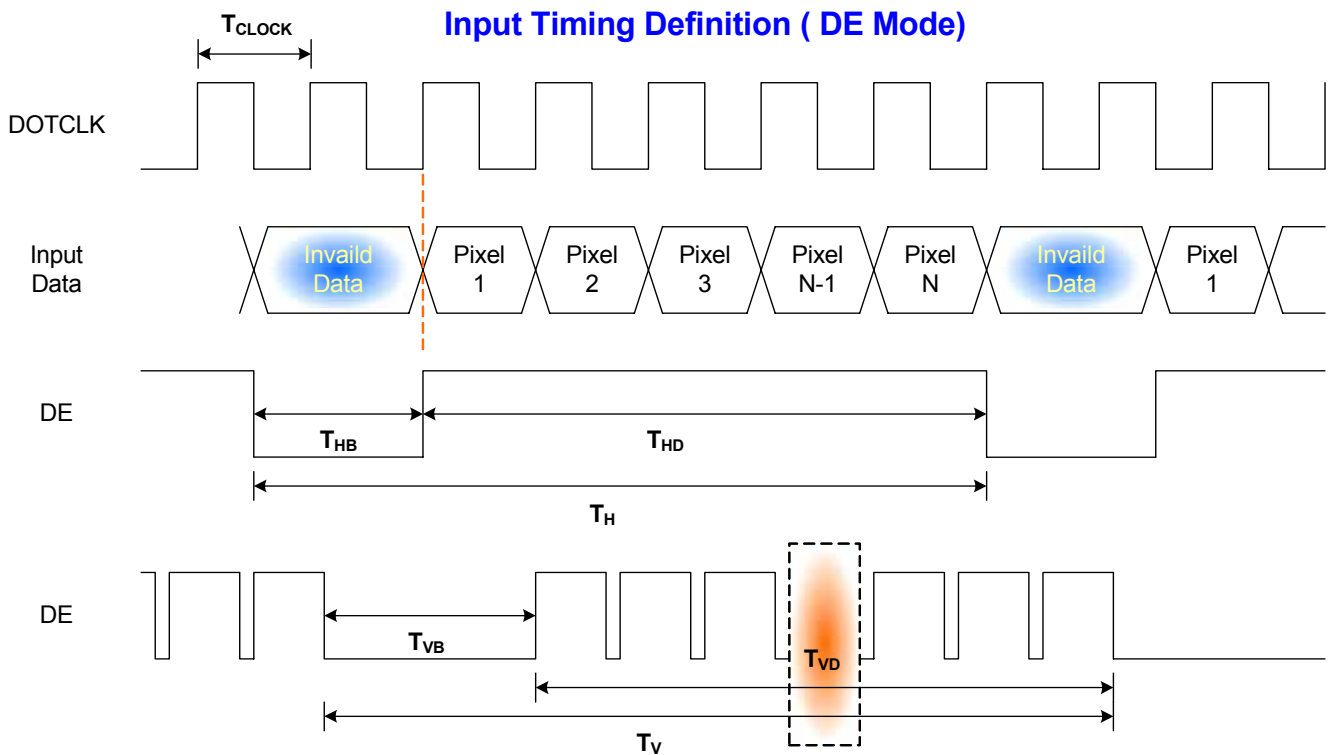 Input Timing Definition ( DE Mode)
TCLOCK
DOTCLK
Input
Data
Invaild
Data
Pixel
1
Pixel
2
Pixel
3
Pixel
N-1
Pixel
N
Invaild
Data
Pixel
1
DE
THB
THD
TH
DE
TVB
TVD
TV